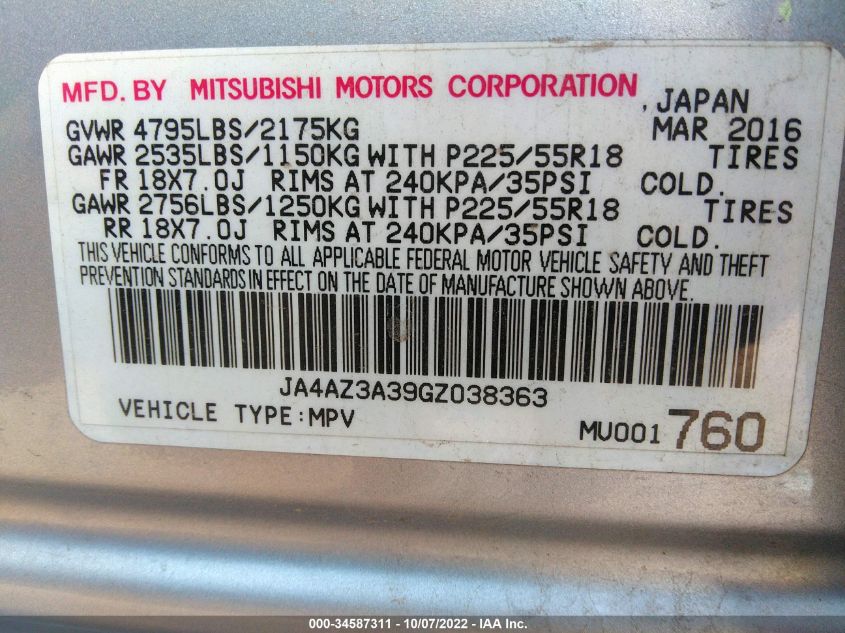 MFD. BY MITSUBISHI MOTORS CORPORATION , JAPAN
GVWR 4795LBS/2175KG MAR 2016
GAWR 2535LBS/1150KG WITH P225/55R18 TIRES
FR 18X7.0J RIMS AT 240KPA/35PSI COLD.
GAWR 2756LBS/1250KG WITH P225/55R18 TIRES
RR 18X7.0J RIMS AT 240KPA/35PSI COLD.
THIS VEHICLE CONFORMS TO ALL APPLICABLE FEDERAL MOTOR VEHICLE SAFETY AND THEFT
PREVENTION STANDARDS IN EFFECT ON THE DATE OF MANUFACTURE SHOWN ABOVE.
JA4AZ3A39GZ038363
VEHICLE TYPE:MPV MU001 760
000-34587311 - 10/07/2022 - IAA Inc.